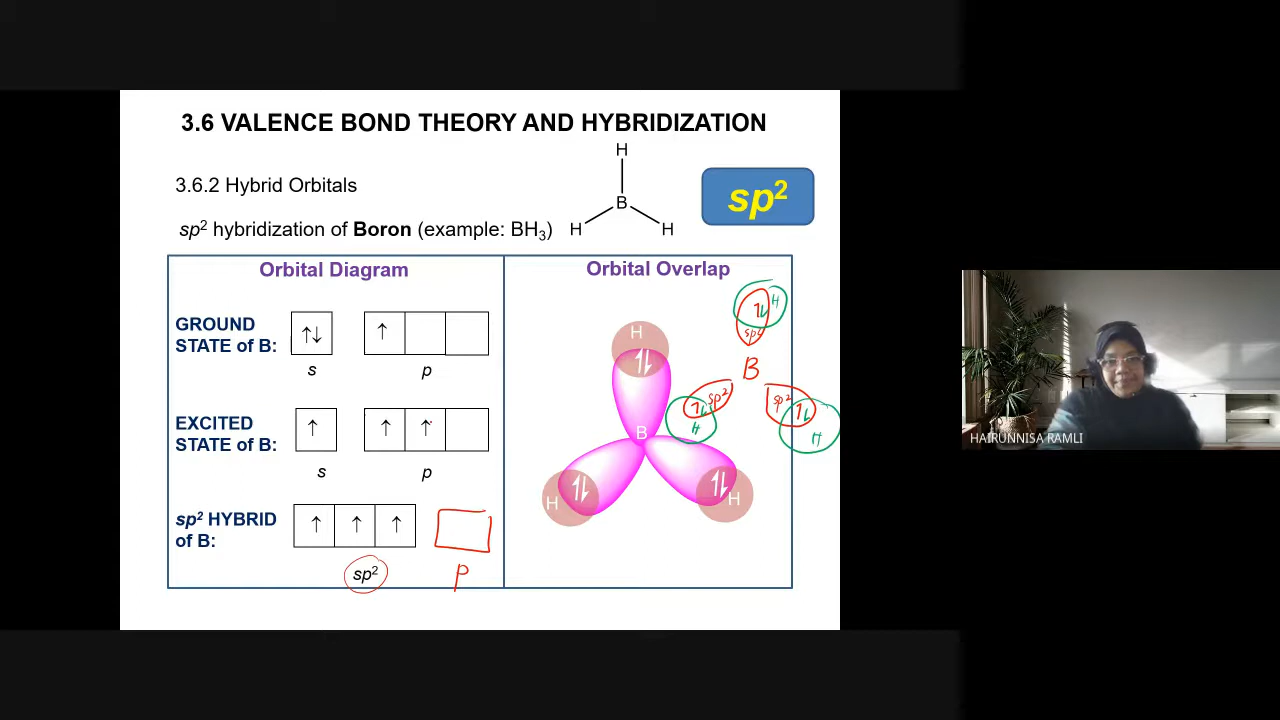 3.6 VALENCE BOND THEORY AND HYBRIDIZATION
H
3.6.2 Hybrid Orbitals
sp²
B
sp² hybridization of Boron (example: BH₃)
H
H
Orbital Diagram
GROUND
STATE of B:
↑↓
↑
s
p
EXCITED
STATE of B:
↑
↑
↑
s
p
sp² HYBRID
of B:
↑
↑
↑
sp²
p
Orbital Overlap
H
⇅
B
H
⇅
⇅
H
⇅
H
sp²
B
sp²
⇅
H
sp²
⇅
H
HAIRUNNISA RAMLI